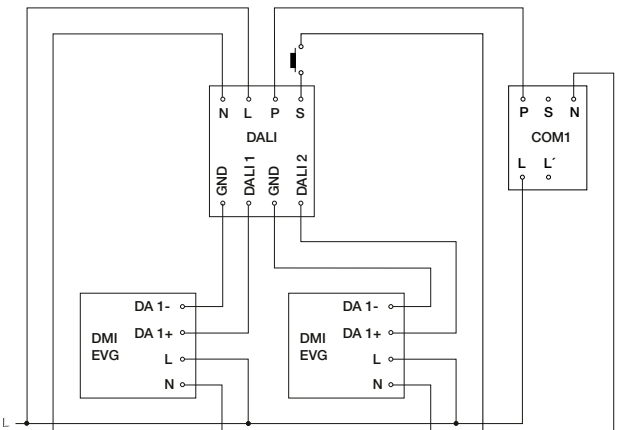 N L P S
DALI
GND DALI 1 GND DALI 2
P S N
COM1
L L´
DA 1-
DMI DA 1+
EVG L
N
DA 1-
DMI DA 1+
EVG L
N
L